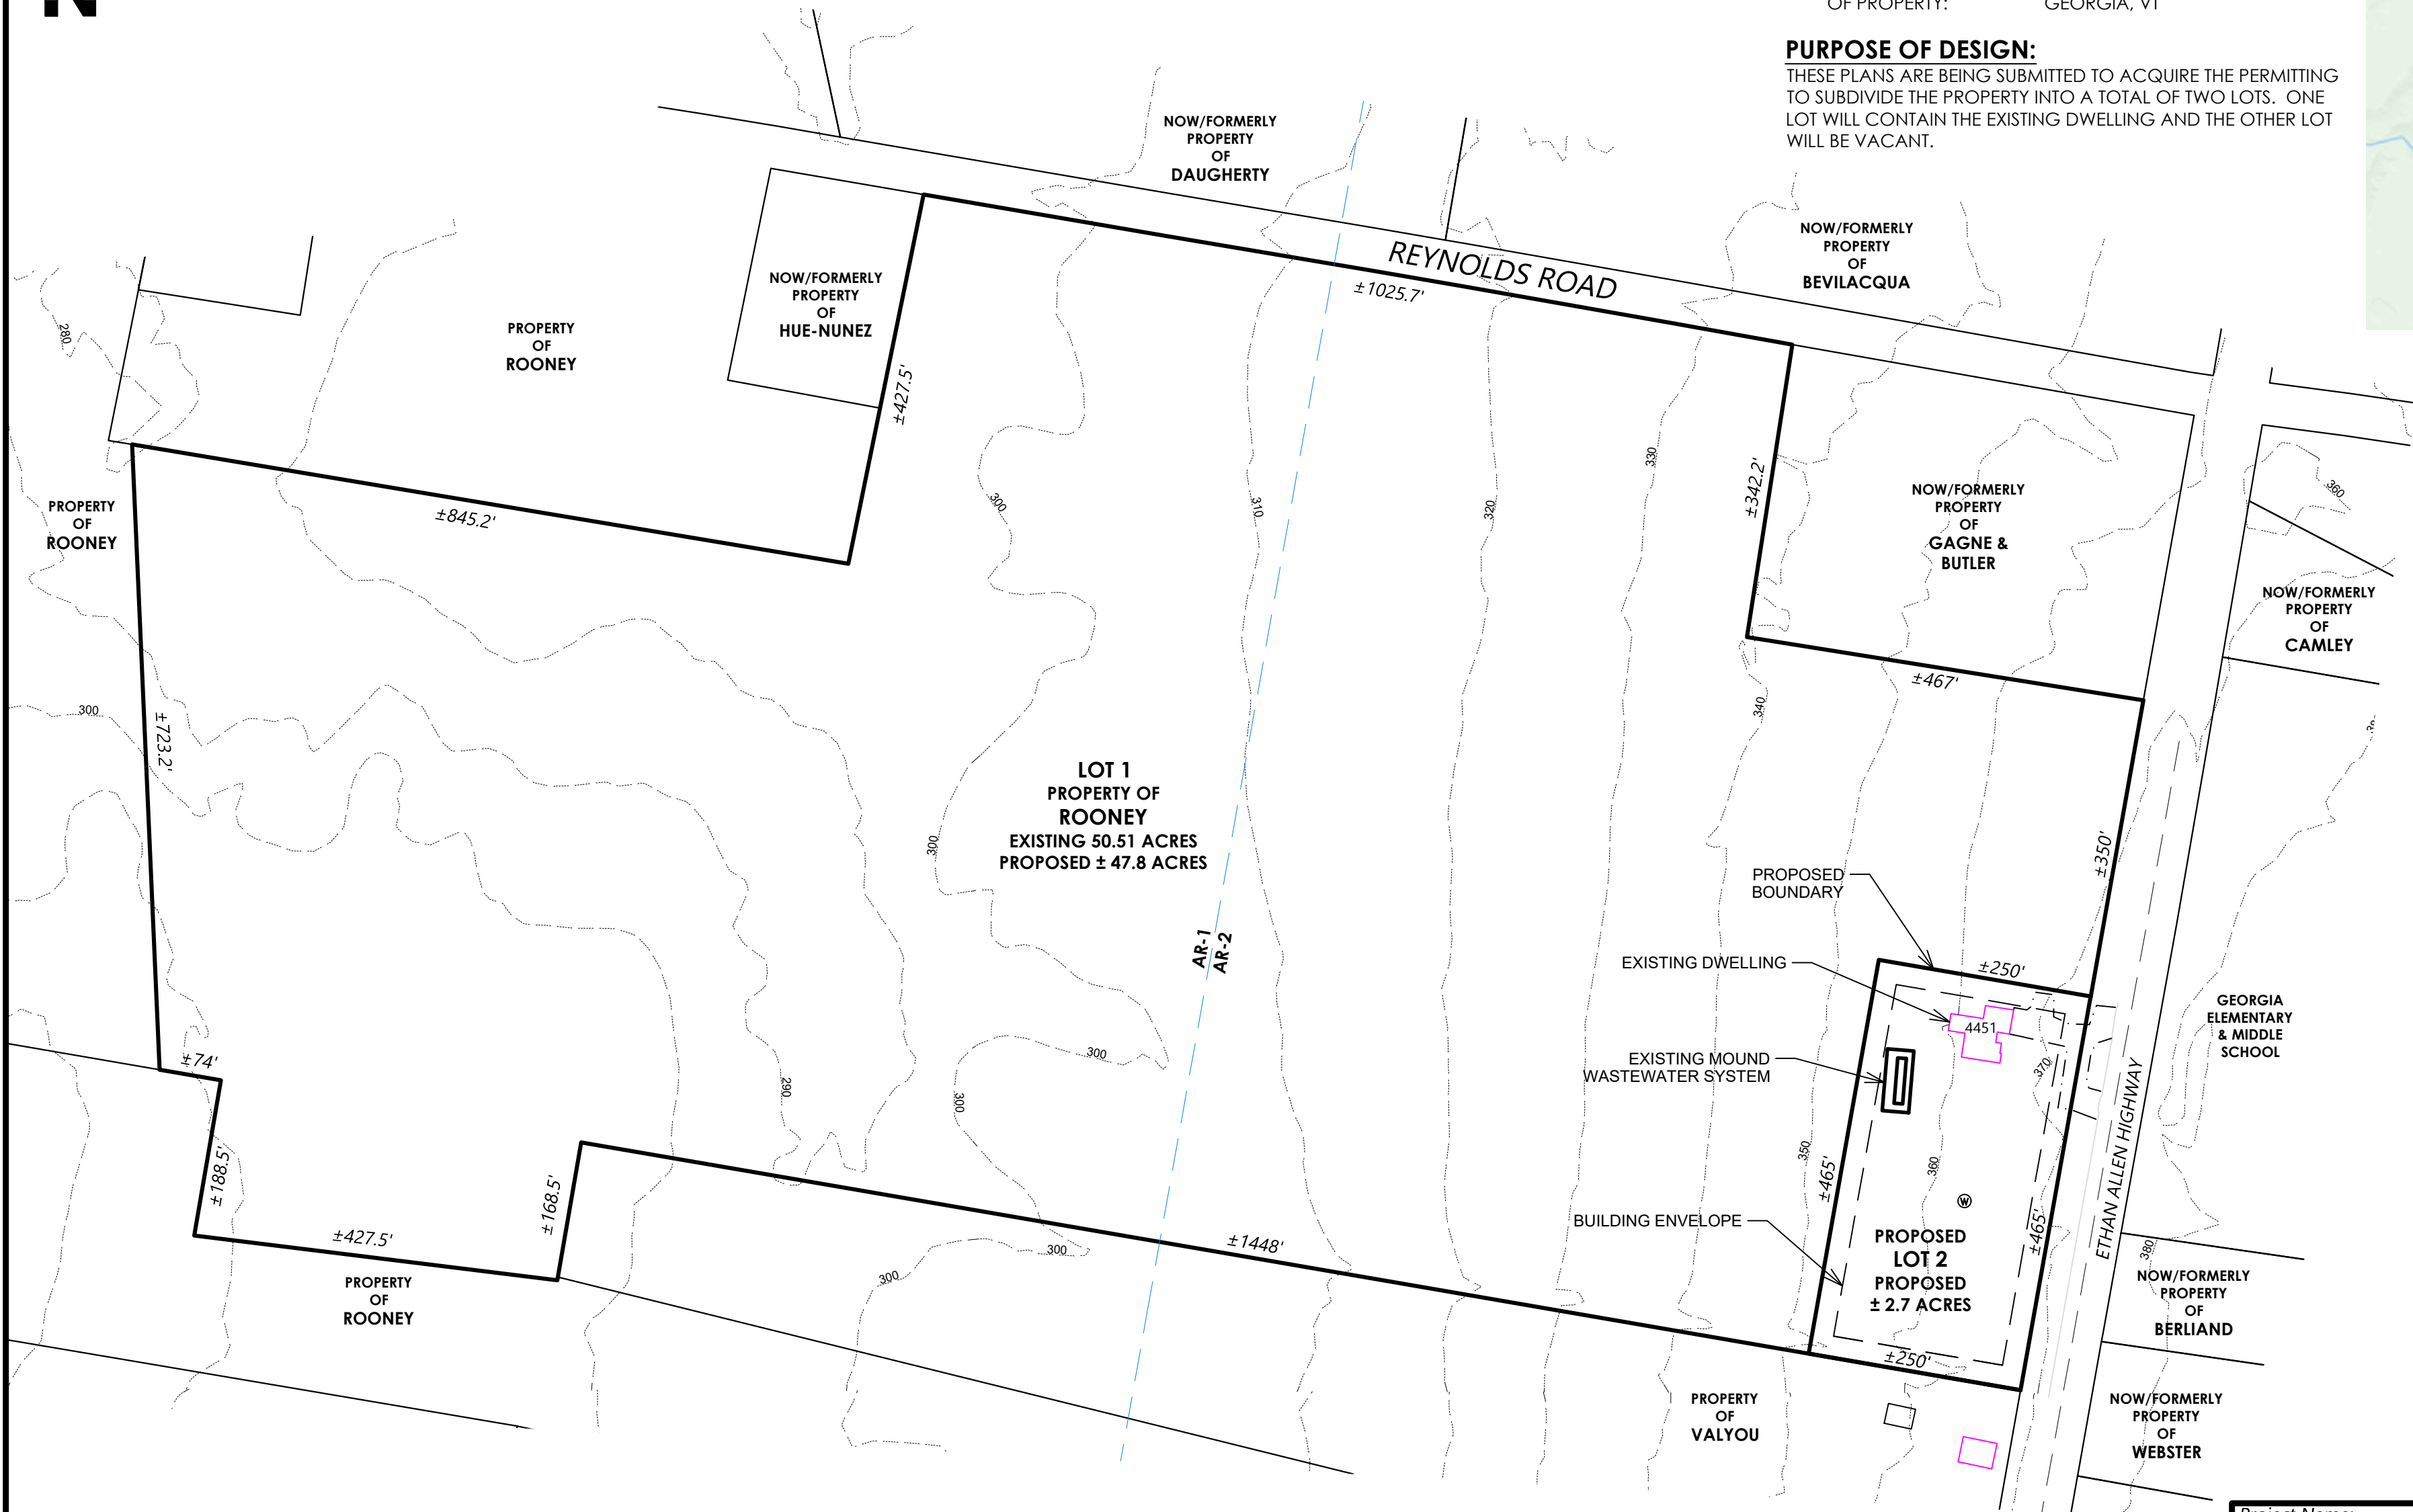 N
OF PROPERTY: GEORGIA, VT
PURPOSE OF DESIGN:
THESE PLANS ARE BEING SUBMITTED TO ACQUIRE THE PERMITTING
TO SUBDIVIDE THE PROPERTY INTO A TOTAL OF TWO LOTS. ONE
LOT WILL CONTAIN THE EXISTING DWELLING AND THE OTHER LOT
WILL BE VACANT.
NOW/FORMERLY
PROPERTY
OF
DAUGHERTY
NOW/FORMERLY
PROPERTY
OF
BEVILACQUA
REYNOLDS ROAD
±1025.7'
NOW/FORMERLY
PROPERTY
OF
HUE-NUNEZ
PROPERTY
OF
ROONEY
280
±427.5'
±845.2'
PROPERTY
OF
ROONEY
300
310
320
330
±342.2'
NOW/FORMERLY
PROPERTY
OF
GAGNE &
BUTLER
360
NOW/FORMERLY
PROPERTY
OF
CAMLEY
±467'
340
300
±723.2'
LOT 1
PROPERTY OF
ROONEY
EXISTING 50.51 ACRES
PROPOSED ± 47.8 ACRES
300
±350'
PROPOSED
BOUNDARY
AR-1
AR-2
EXISTING DWELLING
±250'
4451
GEORGIA
ELEMENTARY
& MIDDLE
SCHOOL
EXISTING MOUND
WASTEWATER SYSTEM
370
±74'
290
300
300
350
360
±188.5'
±168.5'
±465'
W
ETHAN ALLEN HIGHWAY
BUILDING ENVELOPE
±465'
±427.5'
±1448'
300
300
PROPOSED
LOT 2
PROPOSED
± 2.7 ACRES
380
NOW/FORMERLY
PROPERTY
OF
BERLIAND
PROPERTY
OF
ROONEY
±250'
PROPERTY
OF
VALYOU
NOW/FORMERLY
PROPERTY
OF
WEBSTER
Project Name: